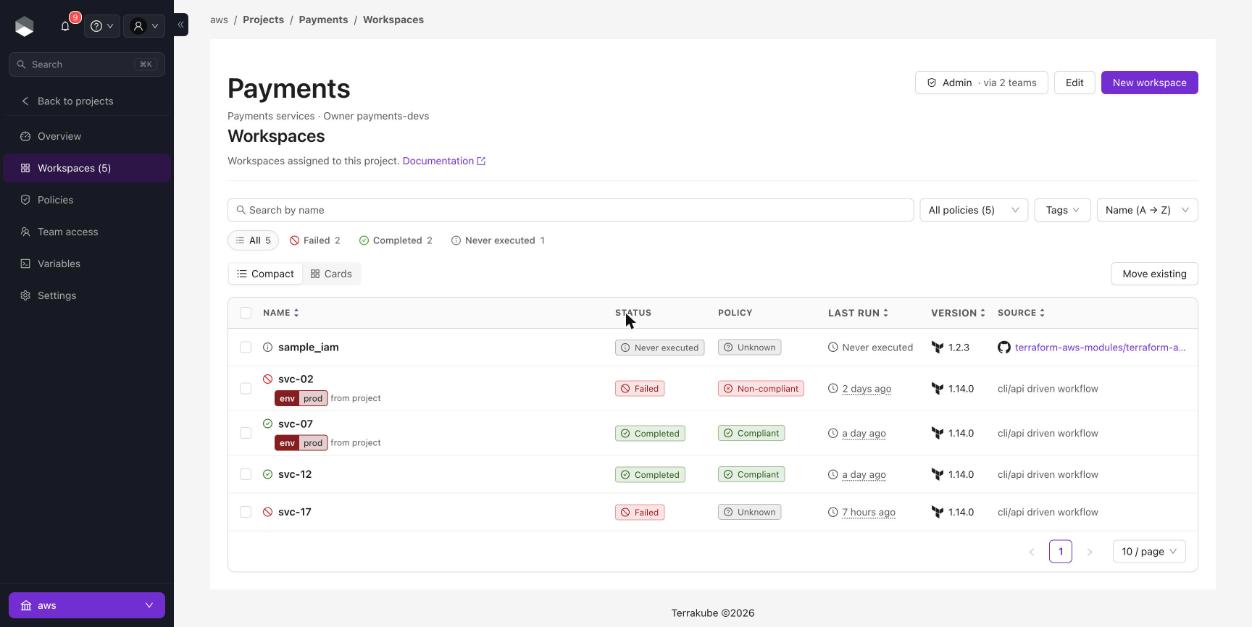 9
aws / Projects / Payments / Workspaces
Search ⌘K
Back to projects
Overview
Workspaces (5)
Policies
Team access
Variables
Settings
aws
Payments
Admin · via 2 teams
Edit
New workspace
Payments services · Owner payments-devs
Workspaces
Workspaces assigned to this project. Documentation
Search by name
All policies (5)
Tags
Name (A → Z)
All 5 Failed 2 Completed 2 Never executed 1
Compact Cards
Move existing
NAME STATUS POLICY LAST RUN VERSION SOURCE
sample_iam Never executed Unknown Never executed 1.2.3 terraform-aws-modules/terraform-a...
svc-02 Failed Non-compliant 2 days ago 1.14.0 cli/api driven workflow
env prod from project
svc-07 Completed Compliant a day ago 1.14.0 cli/api driven workflow
env prod from project
svc-12 Completed Compliant a day ago 1.14.0 cli/api driven workflow
svc-17 Failed Unknown 7 hours ago 1.14.0 cli/api driven workflow
1 10 / page
Terrakube ©2026